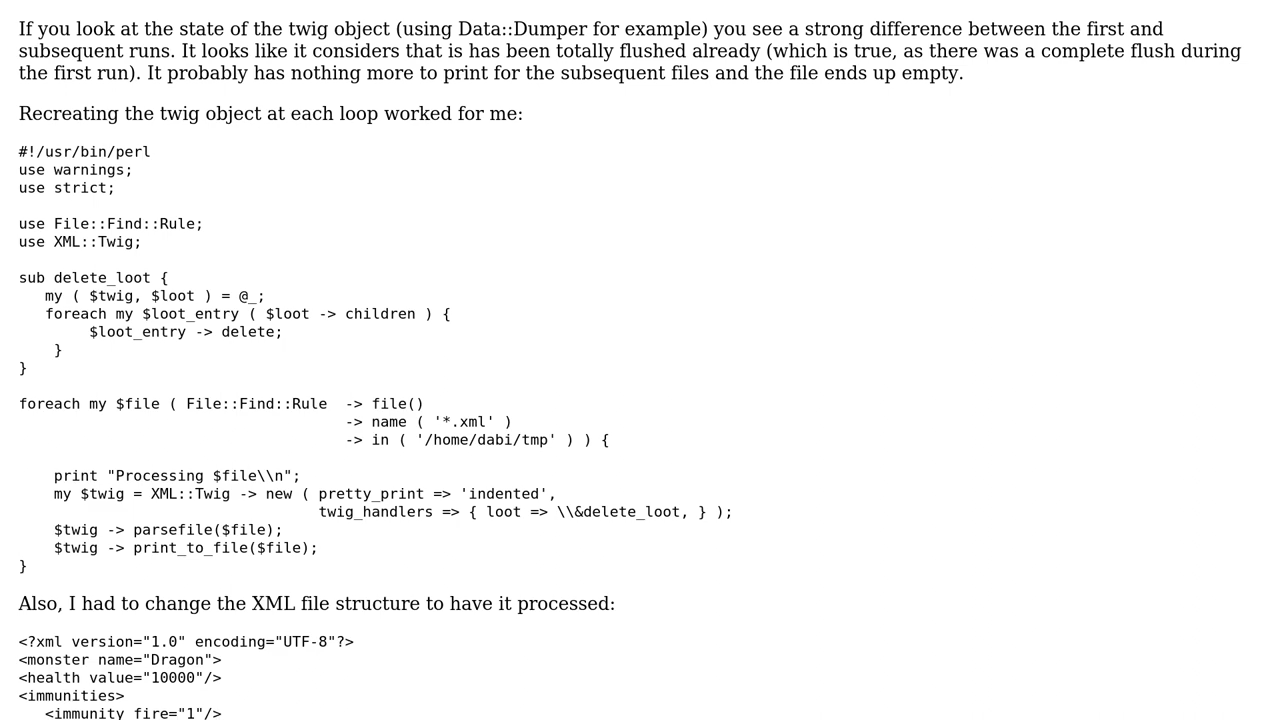 If you look at the state of the twig object (using Data::Dumper for example) you see a strong difference between the first and
subsequent runs. It looks like it considers that is has been totally flushed already (which is true, as there was a complete flush during
the first run). It probably has nothing more to print for the subsequent files and the file ends up empty.

Recreating the twig object at each loop worked for me:

#!/usr/bin/perl
use warnings;
use strict;

use File::Find::Rule;
use XML::Twig;

sub delete_loot {
   my ( $twig, $loot ) = @_;
   foreach my $loot_entry ( $loot -> children ) {
        $loot_entry -> delete;
    }
}

foreach my $file ( File::Find::Rule  -> file()
                                     -> name ( '*.xml' )
                                     -> in ( '/home/dabi/tmp' ) ) {

    print "Processing $file\\n";
    my $twig = XML::Twig -> new ( pretty_print => 'indented',
                                  twig_handlers => { loot => \\&delete_loot, } );
    $twig -> parsefile($file);
    $twig -> print_to_file($file);
}

Also, I had to change the XML file structure to have it processed:

<?xml version="1.0" encoding="UTF-8"?>
<monster name="Dragon">
<health value="10000"/>
<immunities>
   <immunity fire="1"/>